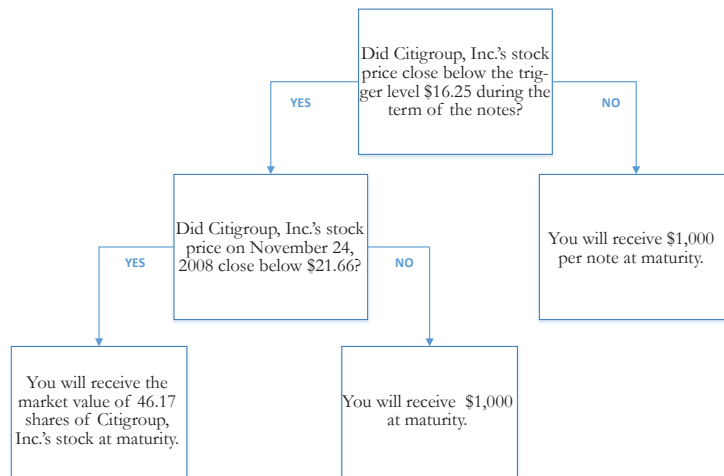 Did Citigroup, Inc.'s stock
price close below the trig-
ger level $16.25 during the
term of the notes?
YES
NO
Did Citigroup, Inc.'s stock
price on November 24,
2008 close below $21.66?
You will receive $1,000
per note at maturity.
YES
NO
You will receive the
market value of 46.17
shares of Citigroup,
Inc.'s stock at maturity.
You will receive $1,000
at maturity.